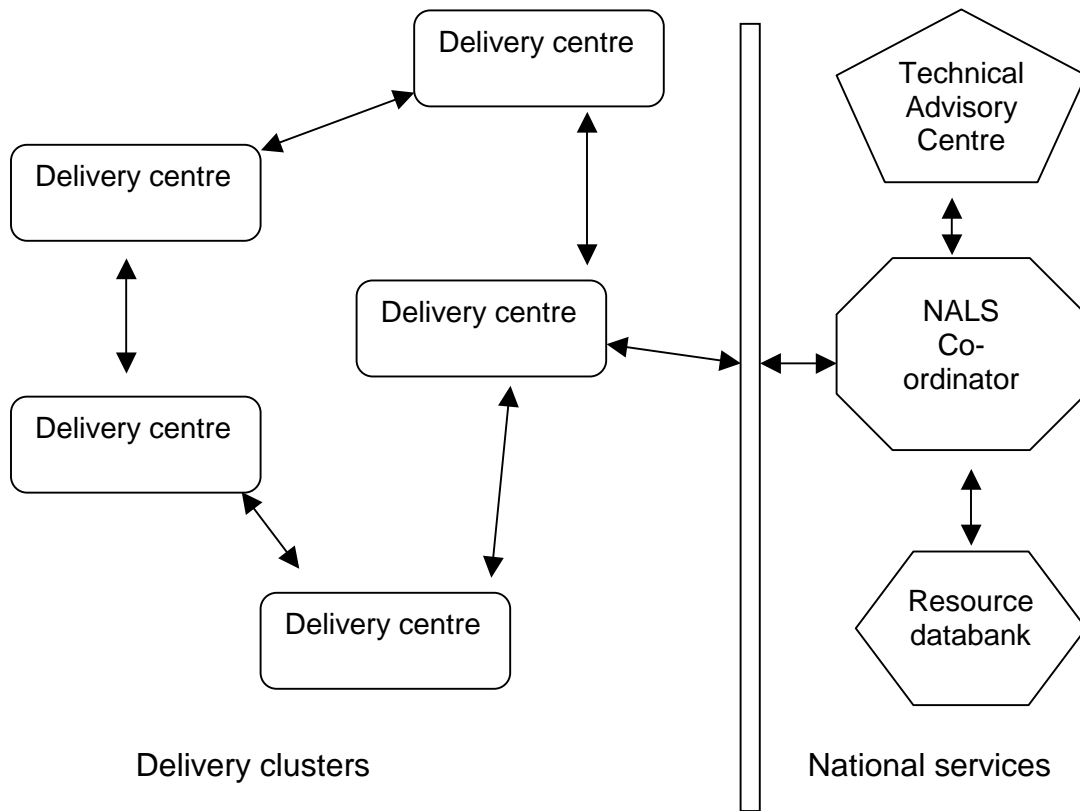 Delivery centre
Delivery centre
Delivery centre
Delivery centre
Delivery centre
Delivery clusters
Technical
Advisory
Centre
NALS
Co-
ordinator
Resource
databank
National services